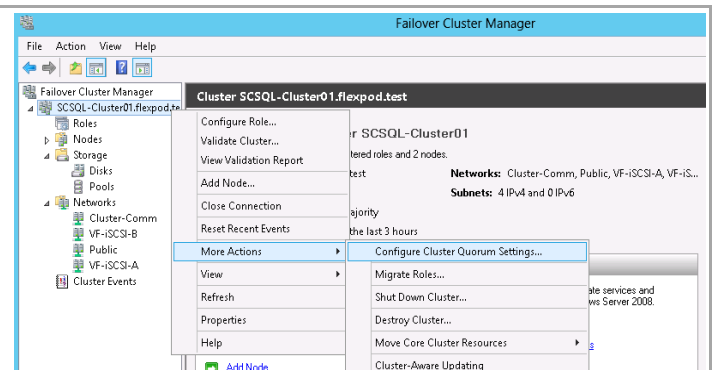 Failover Cluster Manager
File Action View Help
Failover Cluster Manager
SCSQL-Cluster01.flexpod.te
Roles
Nodes
Storage
Disks
Pools
Networks
Cluster-Comm
VF-iSCSI-B
Public
VF-iSCSI-A
Cluster Events
Cluster SCSQL-Cluster01.flexpod.test
Configure Role...
Validate Cluster...
View Validation Report
Add Node...
Close Connection
Reset Recent Events
More Actions
View
Refresh
Properties
Help
r SCSQL-Cluster01
tered roles and 2 nodes.
test
Networks: Cluster-Comm, Public, VF-iSCSI-A, VF-iS...
Subnets: 4 IPv4 and 0 IPv6
ajority
the last 3 hours
Configure Cluster Quorum Settings...
Migrate Roles...
Shut Down Cluster...
Destroy Cluster...
Move Core Cluster Resources
Cluster-Aware Updating
ate services and
ws Server 2008.
s
Add Node